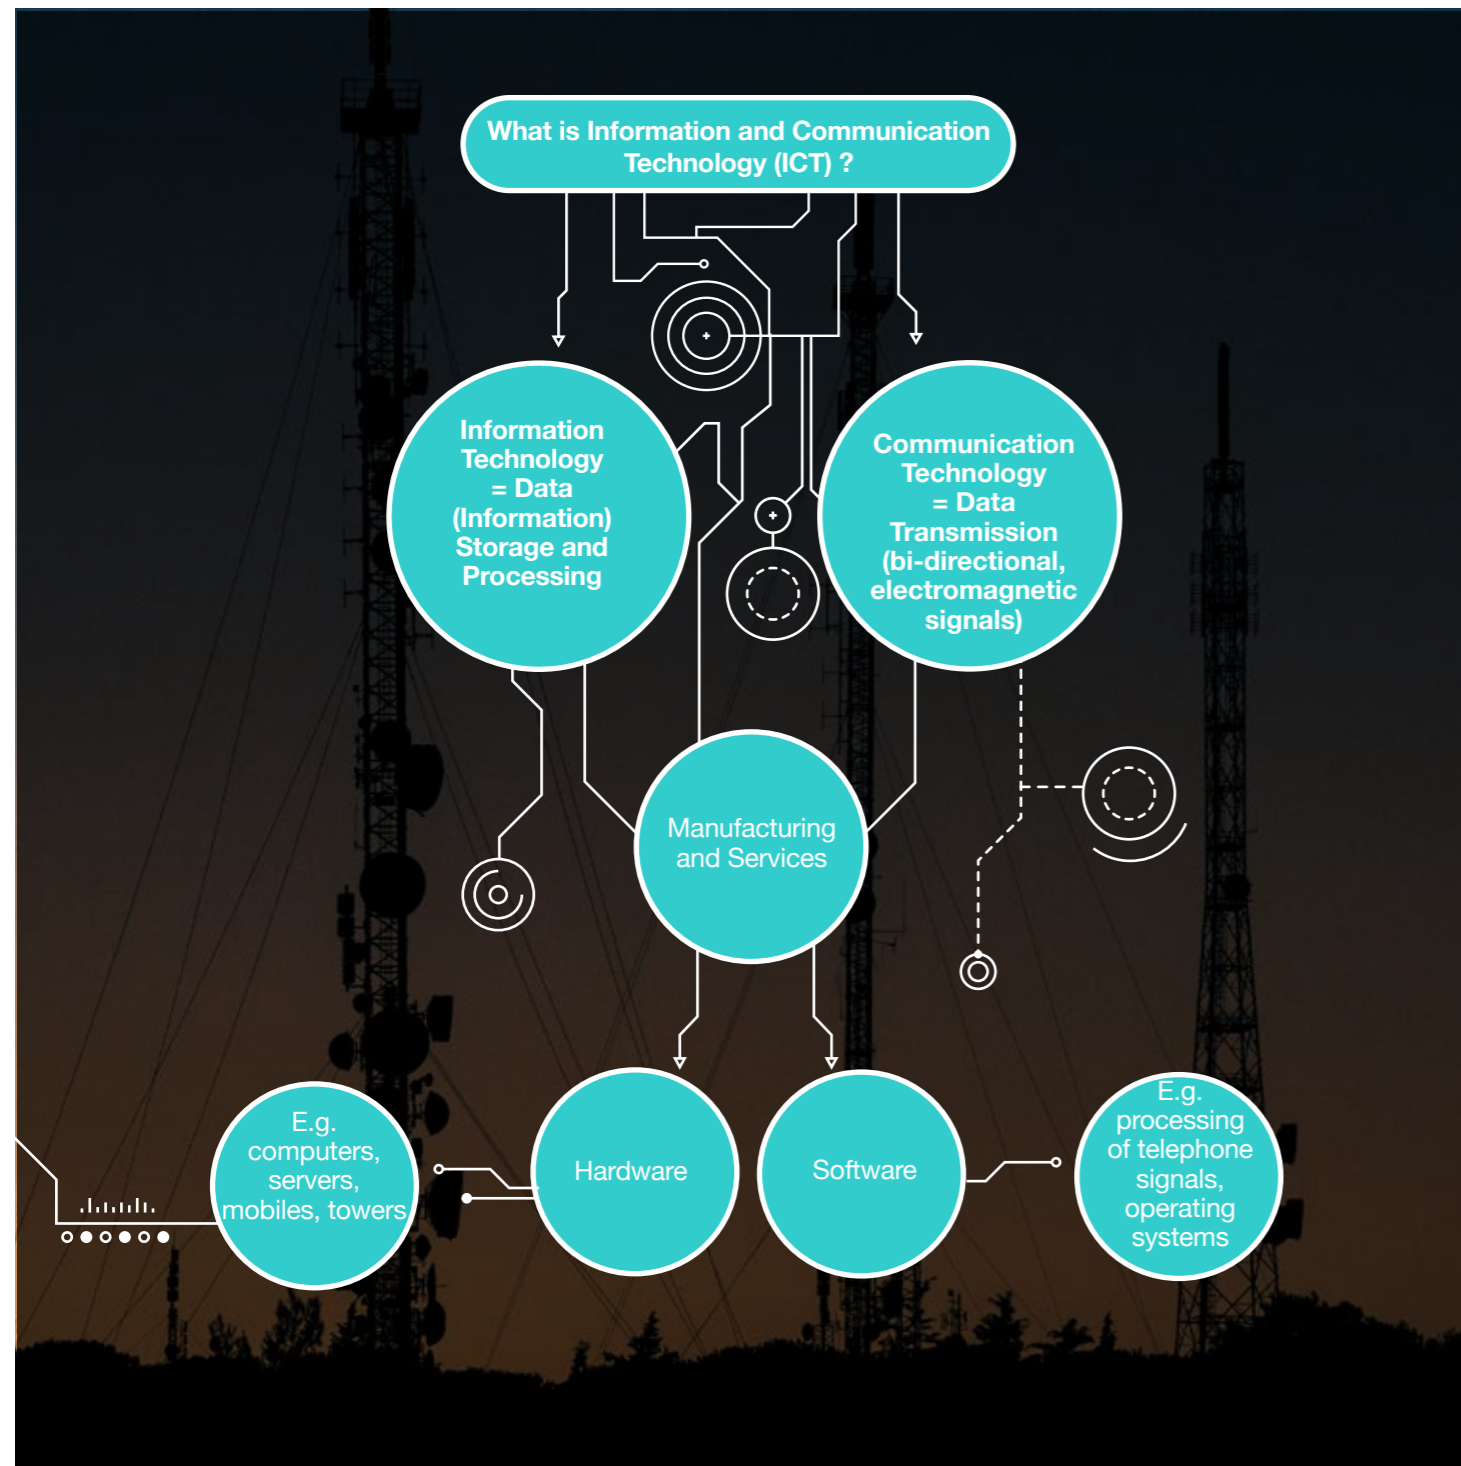 What is Information and Communication
Technology (ICT) ?
Information
Technology
= Data
(Information)
Storage and
Processing
Communication
Technology
= Data
Transmission
(bi-directional,
electromagnetic
signals)
Manufacturing
and Services
E.g.
computers,
servers,
mobiles, towers
Hardware
Software
E.g.
processing
of telephone
signals,
operating
systems